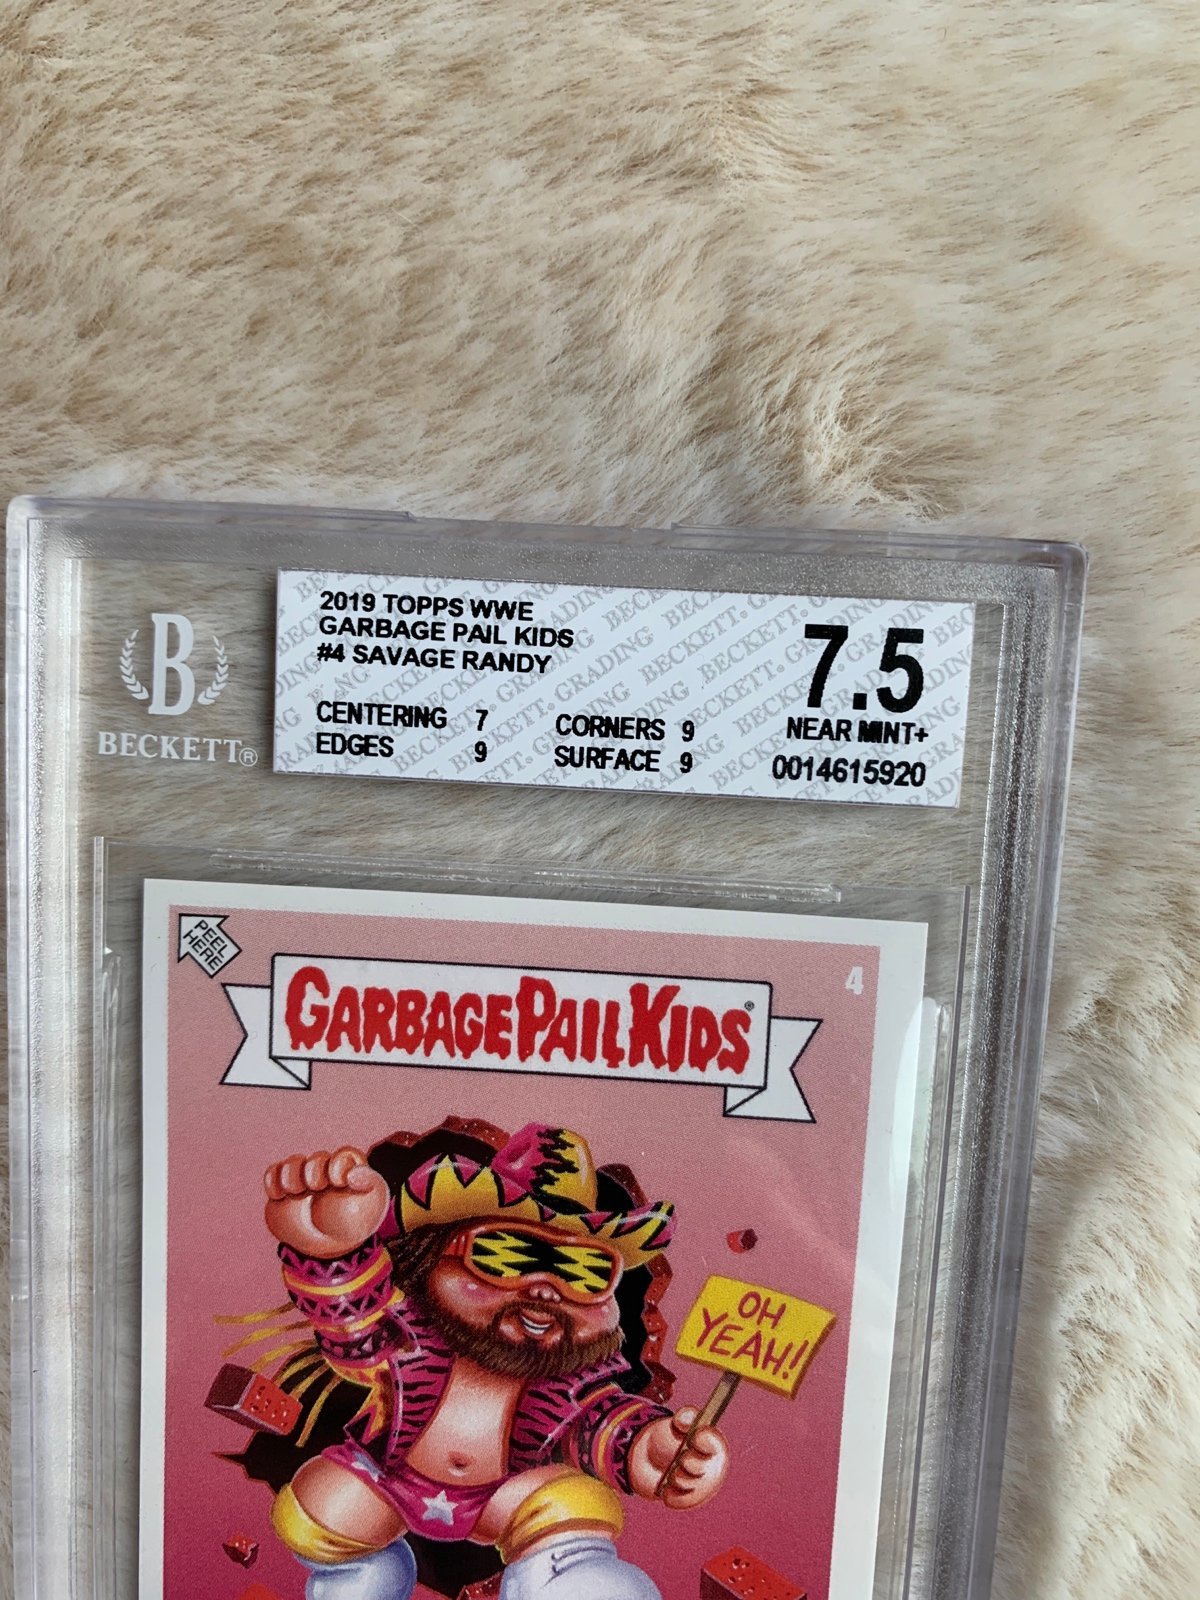 B
BECKETT®
2019 TOPPS WWE
GARBAGE PAIL KIDS
#4 SAVAGE RANDY
CENTERING 7 CORNERS 9
EDGES 9 SURFACE 9
7.5
NEAR MINT+
0014615920
PEEL
HERE
4
GARBAGE PAIL KIDS®
OH
YEAH!